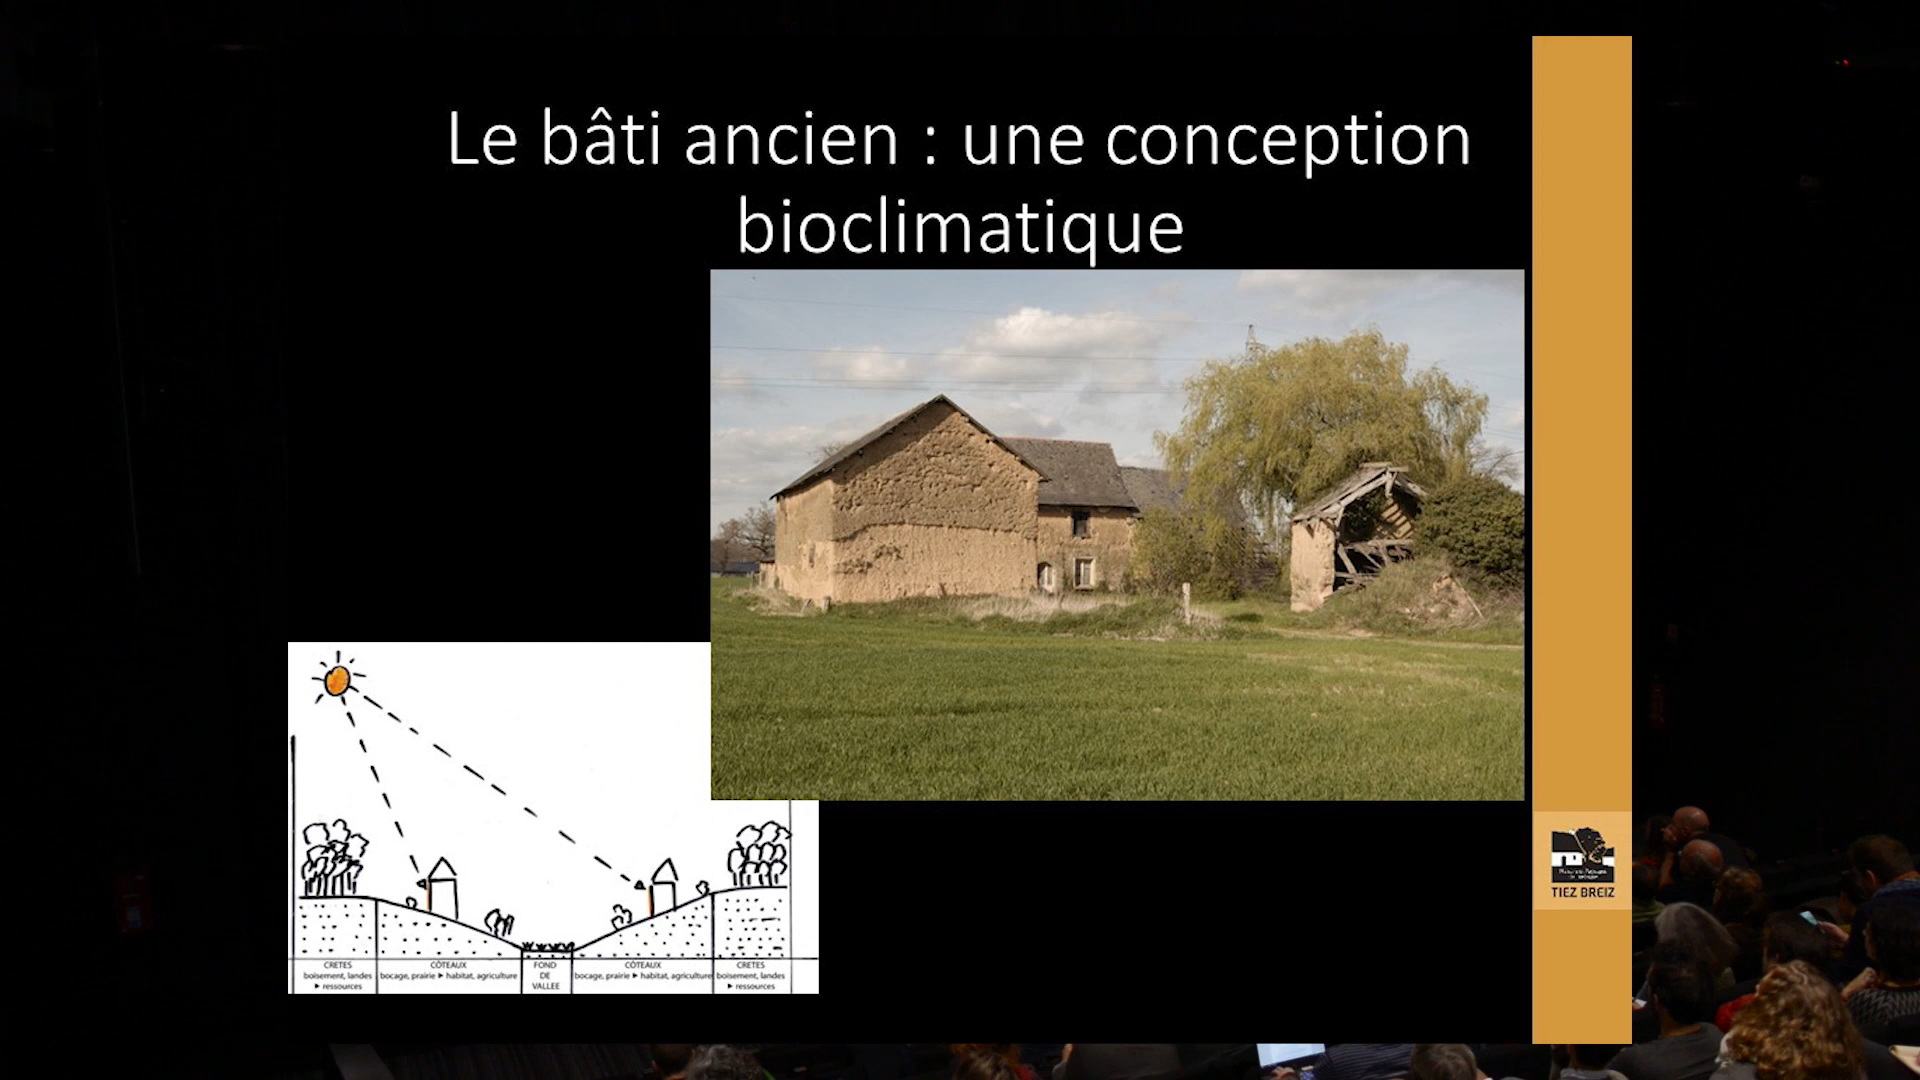 Le bâti ancien : une conception
bioclimatique
CRETES
boisement, landes
▶ ressources
CÔTEAUX
bocage, prairie ▶ habitat, agriculture
FOND
DE
VALLEE
CÔTEAUX
bocage, prairie ▶ habitat, agriculture
CRETES
boisement, landes
▶ ressources
TIEZ BREIZ